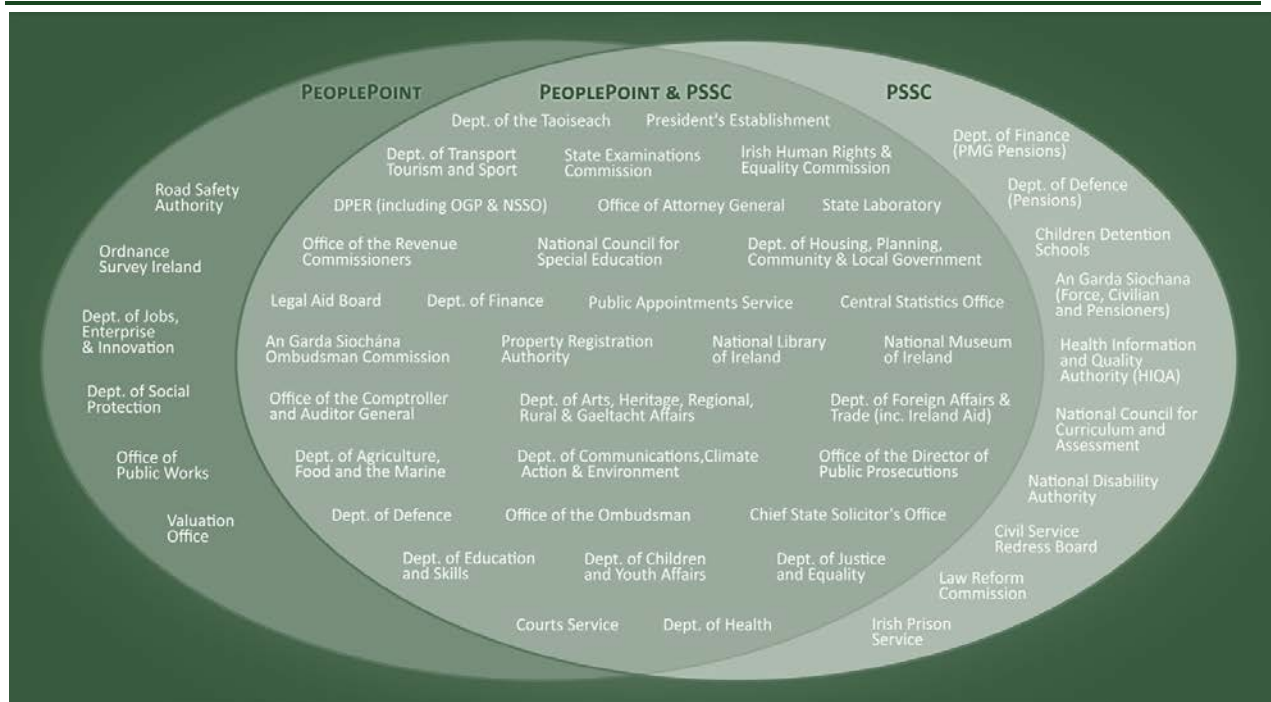 PEOPLEPOINT
PEOPLEPOINT & PSSC
PSSC
Road Safety
Authority
Ordnance
Survey Ireland
Dept. of Jobs,
Enterprise
& Innovation
Dept. of Social
Protection
Office of
Public Works
Valuation
Office
Dept. of the Taoiseach
President's Establishment
Dept. of Transport
Tourism and Sport
State Examinations
Commission
Irish Human Rights &
Equality Commission
DPER (including OGP & NSSO)
Office of Attorney General
State Laboratory
Office of the Revenue
Commissioners
National Council for
Special Education
Dept. of Housing, Planning,
Community & Local Government
Legal Aid Board
Dept. of Finance
Public Appointments Service
Central Statistics Office
An Garda Siochána
Ombudsman Commission
Property Registration
Authority
National Library
of Ireland
National Museum
of Ireland
Office of the Comptroller
and Auditor General
Dept. of Arts, Heritage, Regional,
Rural & Gaeltacht Affairs
Dept. of Foreign Affairs &
Trade (inc. Ireland Aid)
Dept. of Agriculture,
Food and the Marine
Dept. of Communications,Climate
Action & Environment
Office of the Director of
Public Prosecutions
Dept. of Defence
Office of the Ombudsman
Chief State Solicitor's Office
Dept. of Education
and Skills
Dept. of Children
and Youth Affairs
Dept. of Justice
and Equality
Courts Service
Dept. of Health
Dept. of Finance
(PMG Pensions)
Dept. of Defence
(Pensions)
Children Detention
Schools
An Garda Siochana
(Force, Civilian
and Pensioners)
Health Information
and Quality
Authority (HIQA)
National Council for
Curriculum and
Assessment
National Disability
Authority
Civil Service
Redress Board
Law Reform
Commission
Irish Prison
Service